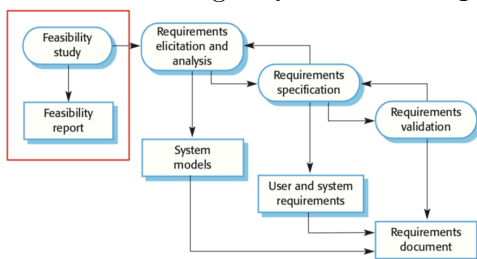 Feasibility
study
Requirements
elicitation and
analysis
Requirements
specification
Requirements
validation
Feasibility
report
System
models
User and system
requirements
Requirements
document